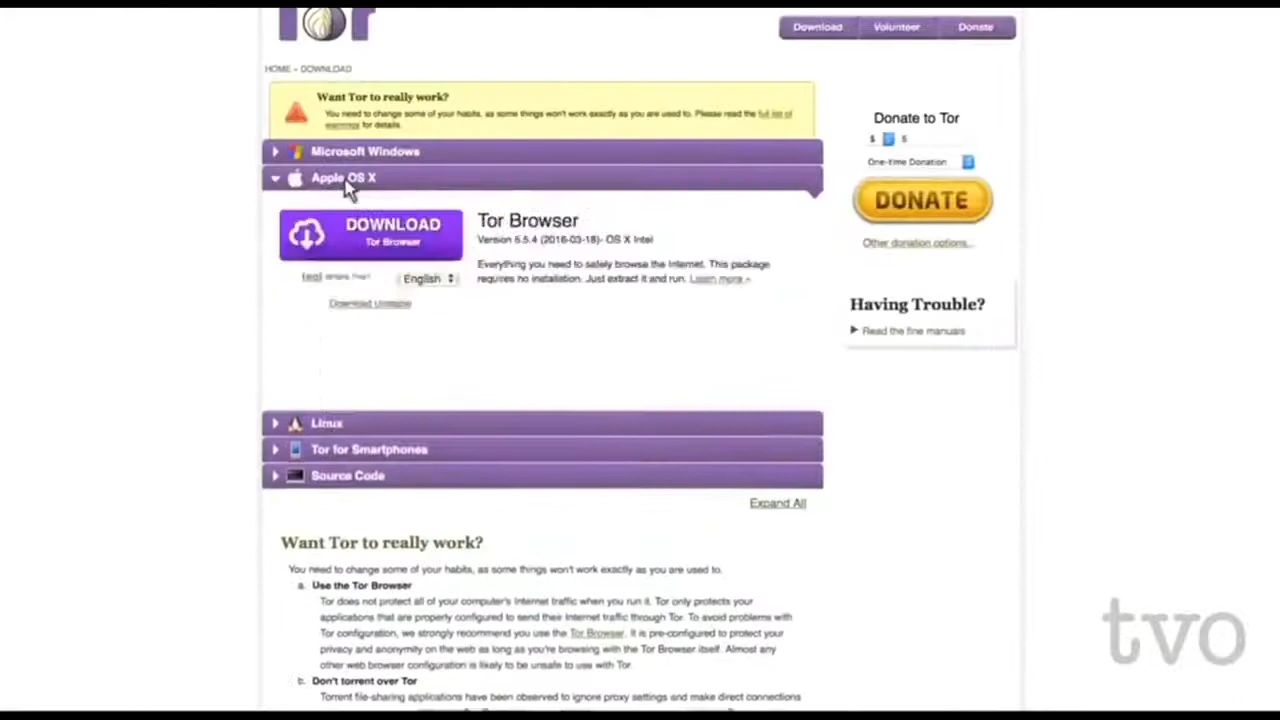 Tor
Download Volunteer Donate
HOME » DOWNLOAD
Want Tor to really work?
You need to change some of your habits, as some things won't work exactly as you are used to. Please read the full list of
warnings for details.
Donate to Tor
$ 5
One-time Donation
DONATE
Other donation options...
Microsoft Windows
Apple OS X
DOWNLOAD
Tor Browser
Tor Browser
Version 5.5.4 (2016-03-18)- OS X Intel
Everything you need to safely browse the Internet. This package
requires no installation. Just extract it and run. Learn more »
English
Download Unstable
Having Trouble?
Read the fine manuals
Linux
Tor for Smartphones
Source Code
Expand All
Want Tor to really work?
You need to change some of your habits, as some things won't work exactly as you are used to.
a. Use the Tor Browser
Tor does not protect all of your computer's Internet traffic when you run it. Tor only protects your
applications that are properly configured to send their Internet traffic through Tor. To avoid problems with
Tor configuration, we strongly recommend you use the Tor Browser. It is pre-configured to protect your
privacy and anonymity on the web as long as you're browsing with the Tor Browser itself. Almost any
other web browser configuration is likely to be unsafe to use with Tor.
b. Don't torrent over Tor
Torrent file-sharing applications have been observed to ignore proxy settings and make direct connections
tvo